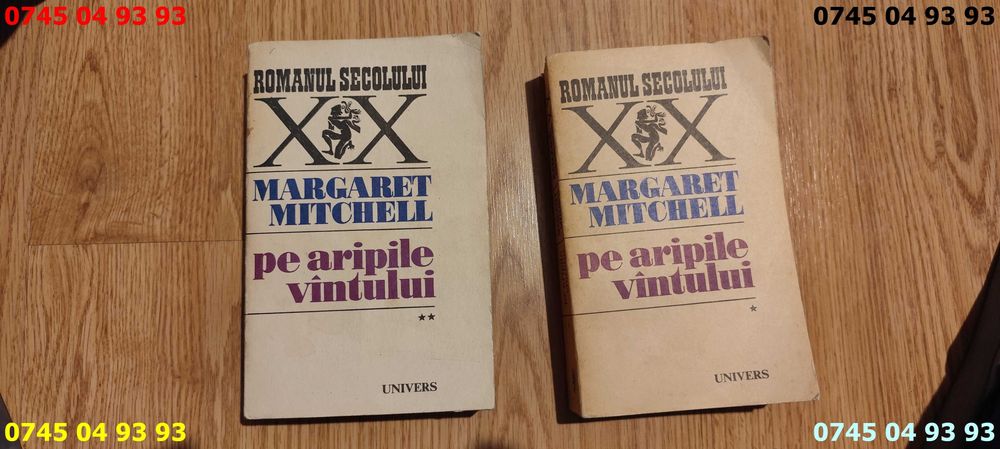 0745 04 93 93
0745 04 93 93
ROMANUL SECOLULUI
XX
MARGARET
MITCHELL
pe aripile
vîntului
★★
UNIVERS
ROMANUL SECOLULUI
XX
MARGARET
MITCHELL
pe aripile
vîntului
★
UNIVERS
0745 04 93 93
0745 04 93 93